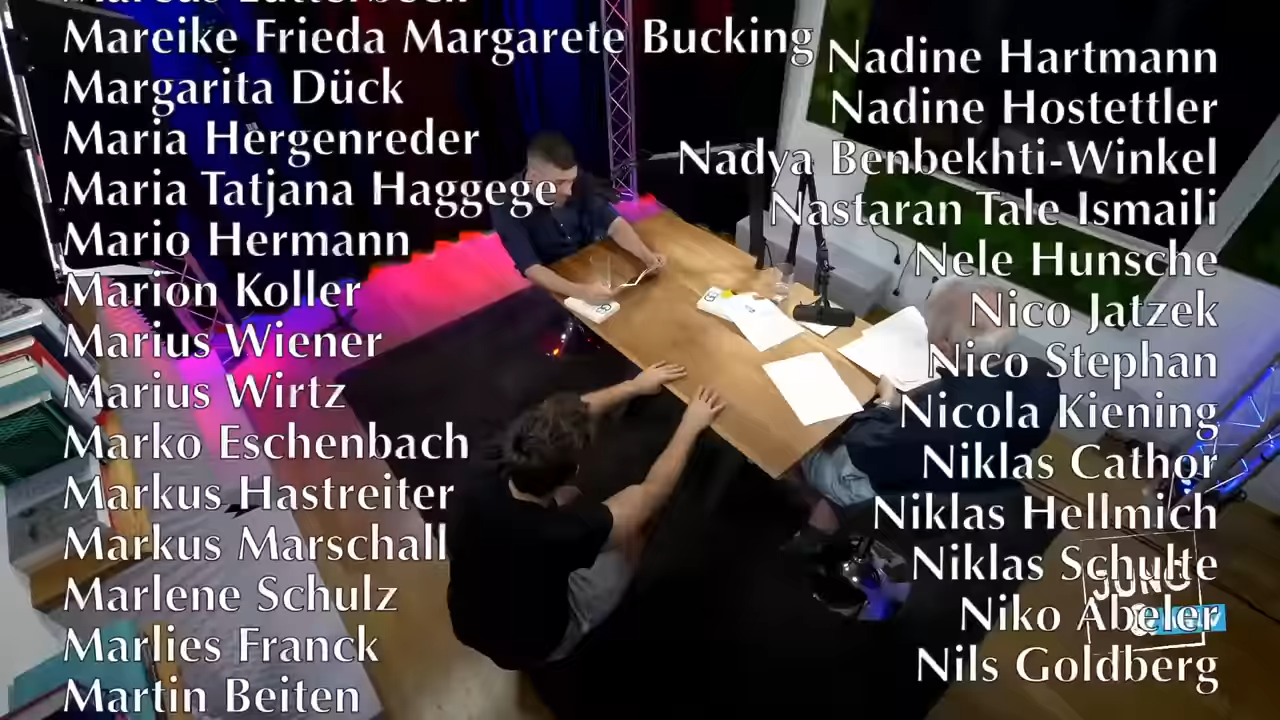 Mareike Frieda Margarete Bucking
Margarita Dück
Maria Hergenreder
Maria Tatjana Haggege
Mario Hermann
Marion Koller
Marius Wiener
Marius Wirtz
Marko Eschenbach
Markus Hastreiter
Markus Marschall
Marlene Schulz
Marlies Franck
Martin Beiten
Nadine Hartmann
Nadine Hostettler
Nadya Benbekhti-Winkel
Nastaran Tale Ismaili
Nele Hunsche
Nico Jatzek
Nico Stephan
Nicola Kiening
Niklas Cathor
Niklas Hellmich
Niklas Schulte
Niko Abeler
Nils Goldberg
JUNG
&